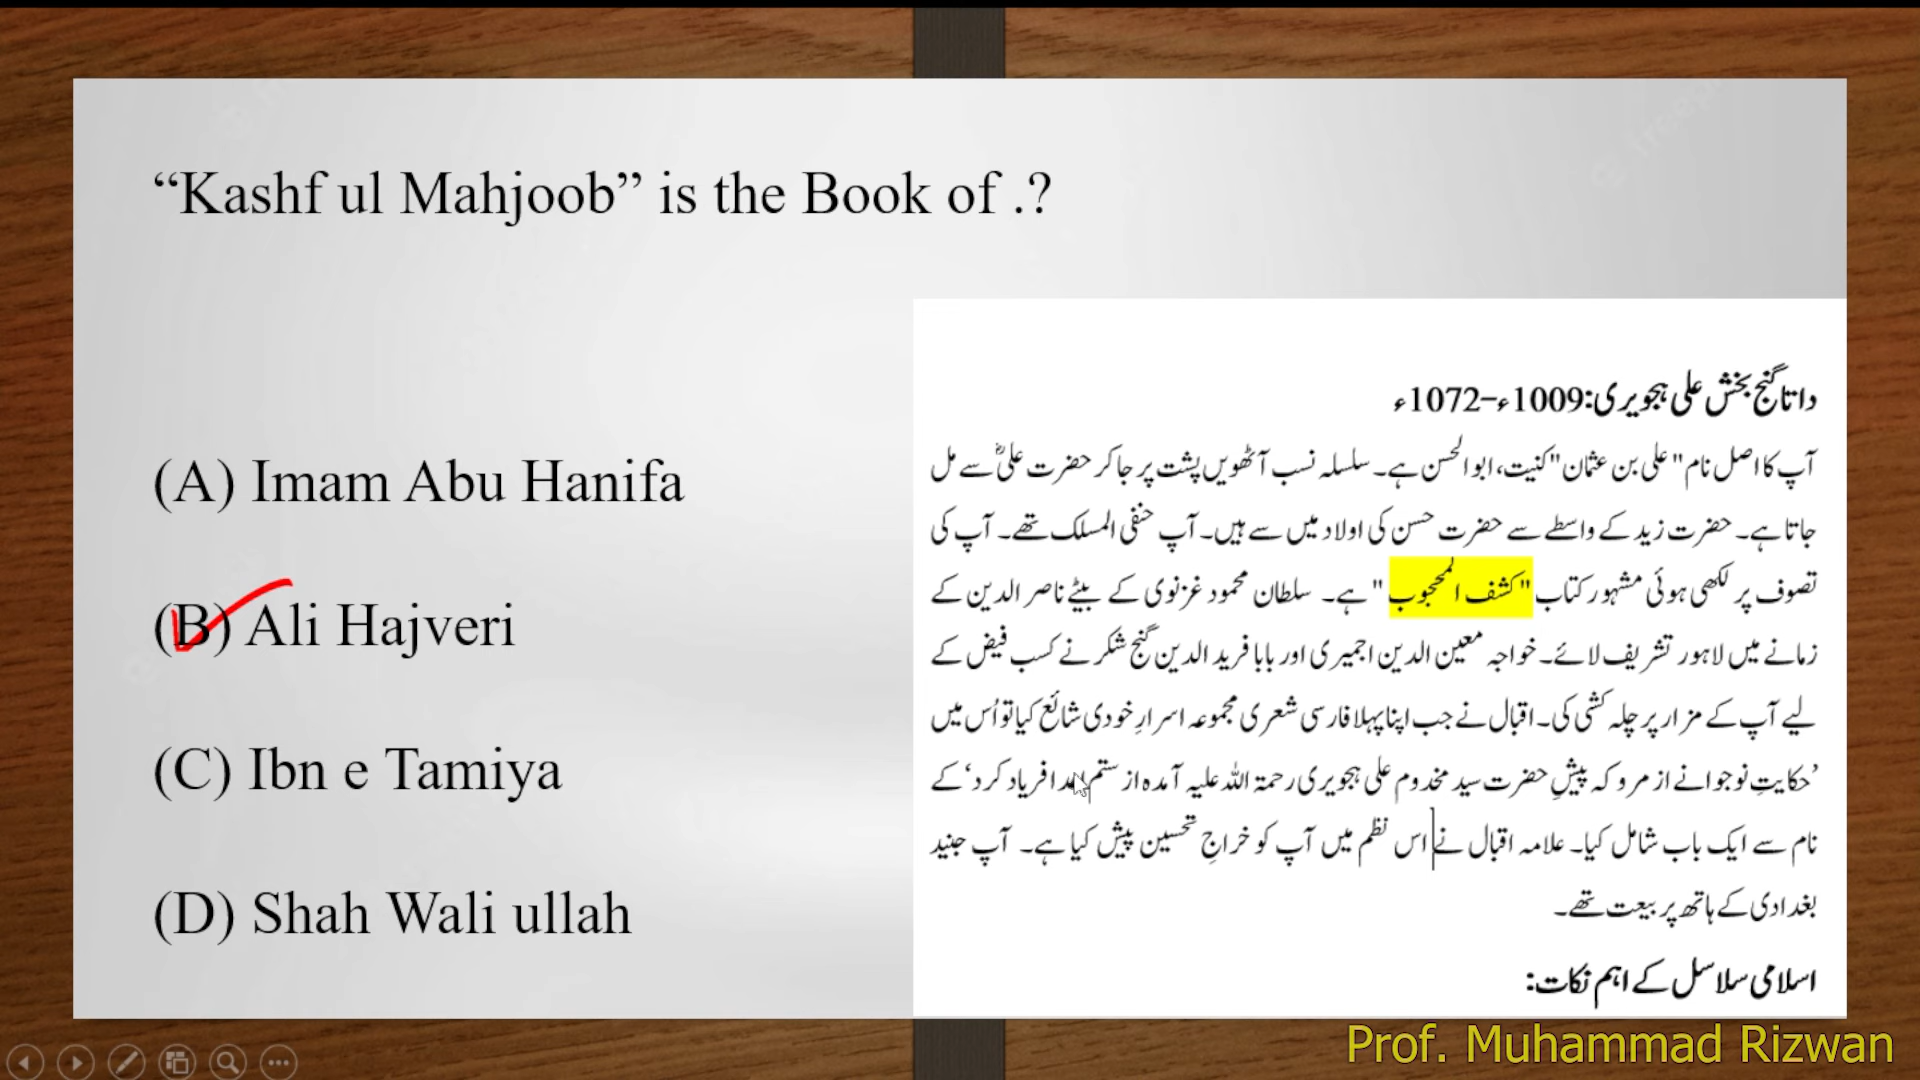 “Kashf ul Mahjoob” is the Book of .?
(A) Imam Abu Hanifa
(B) Ali Hajveri
(C) Ibn e Tamiya
(D) Shah Wali ullah
داتا گنج بخش علی ہجویری:1009ء–1072ء
آپ کا اصل نام "علی بن عثمان" کنیت، ابو الحسن ہے۔ سلسلہ نسب آٹھویں پشت پر جا کر حضرت علیؓ سے مل
جاتا ہے۔ حضرت زید کے واسطے سے حضرت حسن کی اولاد میں سے ہیں۔ آپ حنفی المسلک تھے۔ آپ کی
تصوف پر لکھی ہوئی مشہور کتاب "کشف المحجوب" ہے۔ سلطان محمود غزنوی کے بیٹے ناصر الدین کے
زمانے میں لاہور تشریف لائے۔ خواجہ معین الدین اجمیری اور بابا فرید الدین گنج شکر نے کسب فیض کے
لیے آپ کے مزار پر چلہ کشی کی۔ اقبال نے جب اپنا پہلا فارسی شعری مجموعہ اسرارِ خودی شائع کیا تو اُس میں
’حکایتِ نوجوانے از مرو کہ پیشِ حضرت سید مخدوم علی ہجویری رحمۃ اللہ علیہ آمدہ از ستم فریاد کرد‘ کے
نام سے ایک باب شامل کیا۔ علامہ اقبال نے اس نظم میں آپ کو خراجِ تحسین پیش کیا ہے۔ آپ جنید
بغدادی کے ہاتھ پر بیعت تھے۔
اسلامی سلاسل کے اہم نکات:
Prof. Muhammad Rizwan